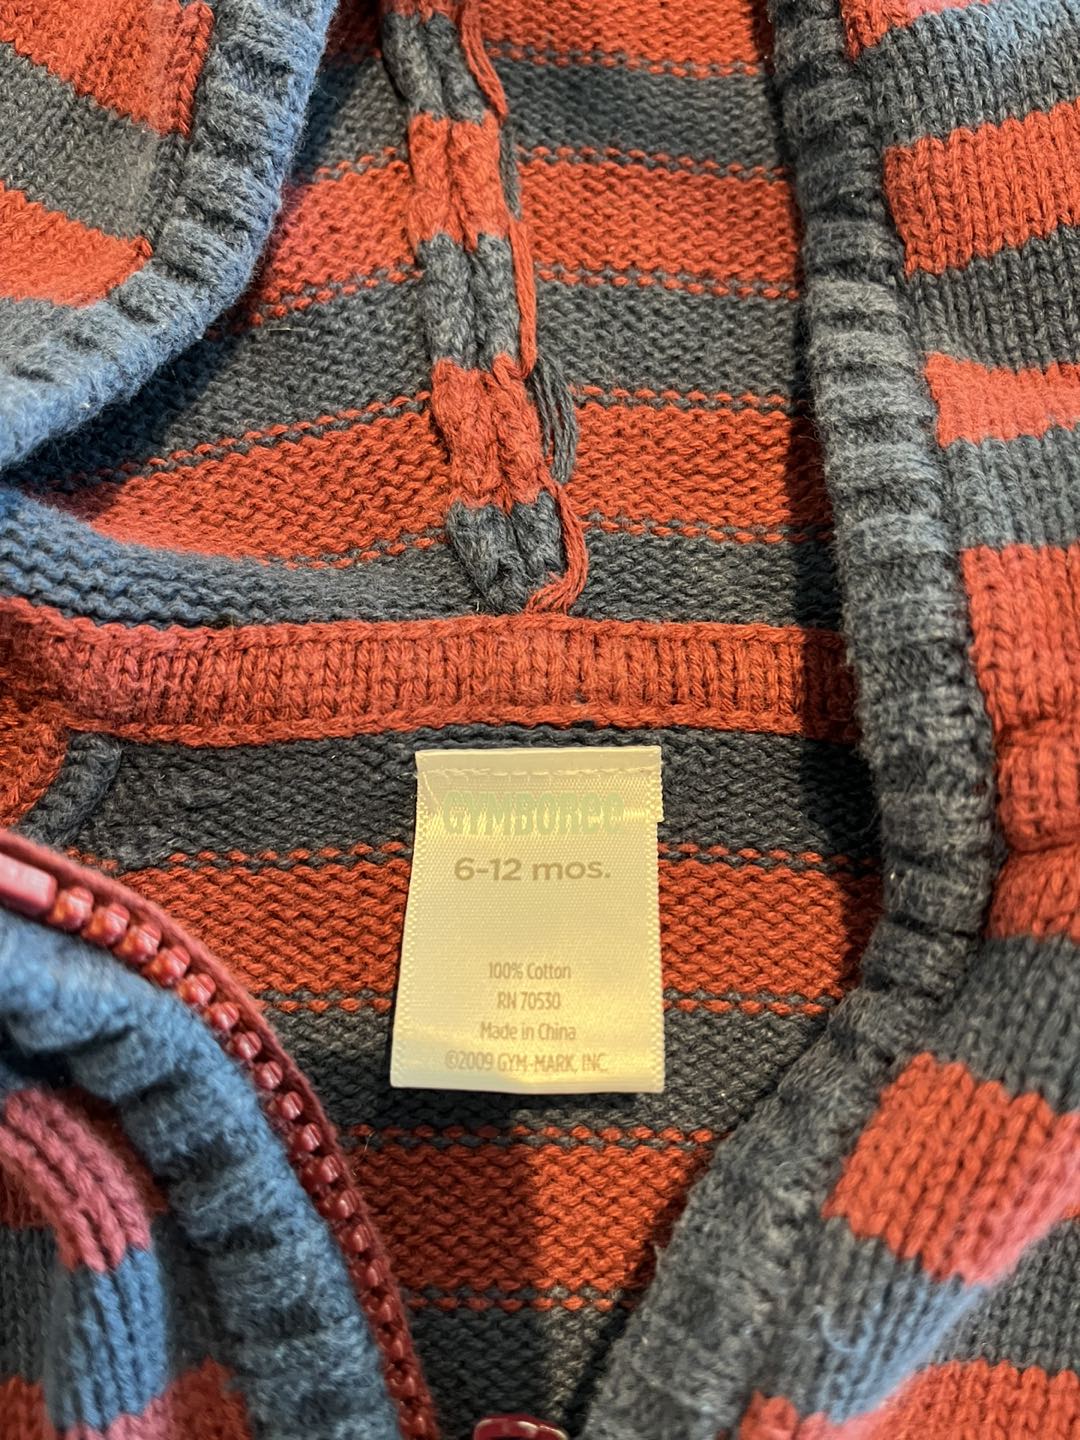 GYMBOREE
6-12 mos.
100% Cotton
RN 70530
Made in China
©2009 GYM-MARK, INC.